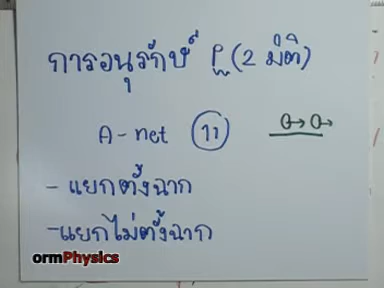 การอนุรักษ์ P (2 มิติ)
A-net 11
- แยกตั้งฉาก
- แยกไม่ตั้งฉาก
ormPhysics